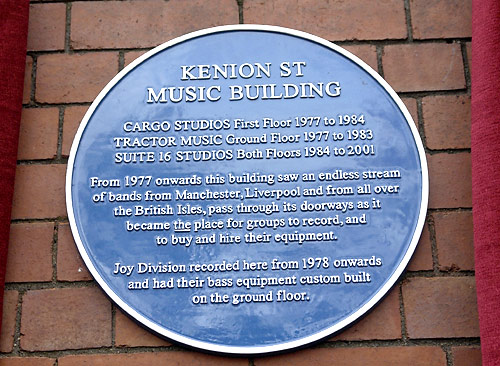 KENION ST
MUSIC BUILDING
CARGO STUDIOS First Floor 1977 to 1984
TRACTOR MUSIC Ground Floor 1977 to 1983
SUITE 16 STUDIOS Both Floors 1984 to 2001
From 1977 onwards this building saw an endless stream
of bands from Manchester, Liverpool and from all over
the British Isles, pass through its doorways as it
became the place for groups to record, and
to buy and hire their equipment.
Joy Division recorded here from 1978 onwards
and had their bass equipment custom built
on the ground floor.